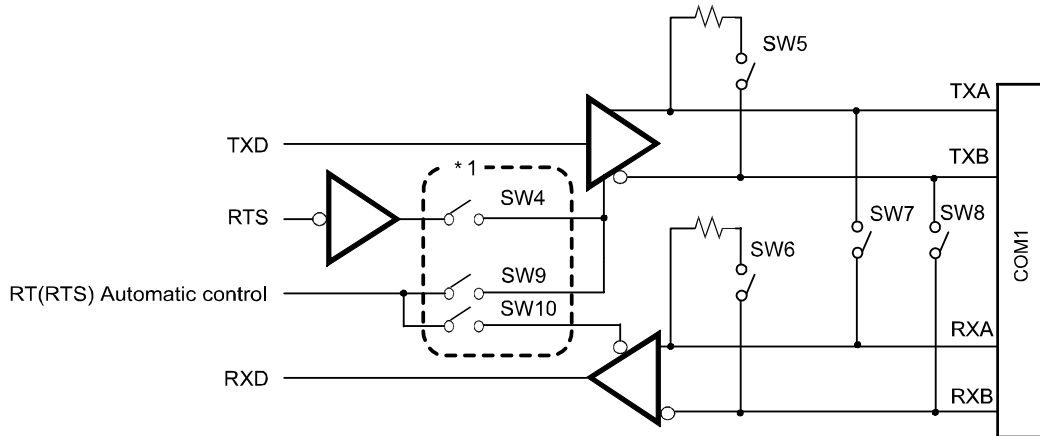 SW5
TXA
TXD
TXB
* 1
SW4
RTS
SW7
SW8
SW6
COM1
SW9
RT(RTS) Automatic control
SW10
RXA
RXD
RXB